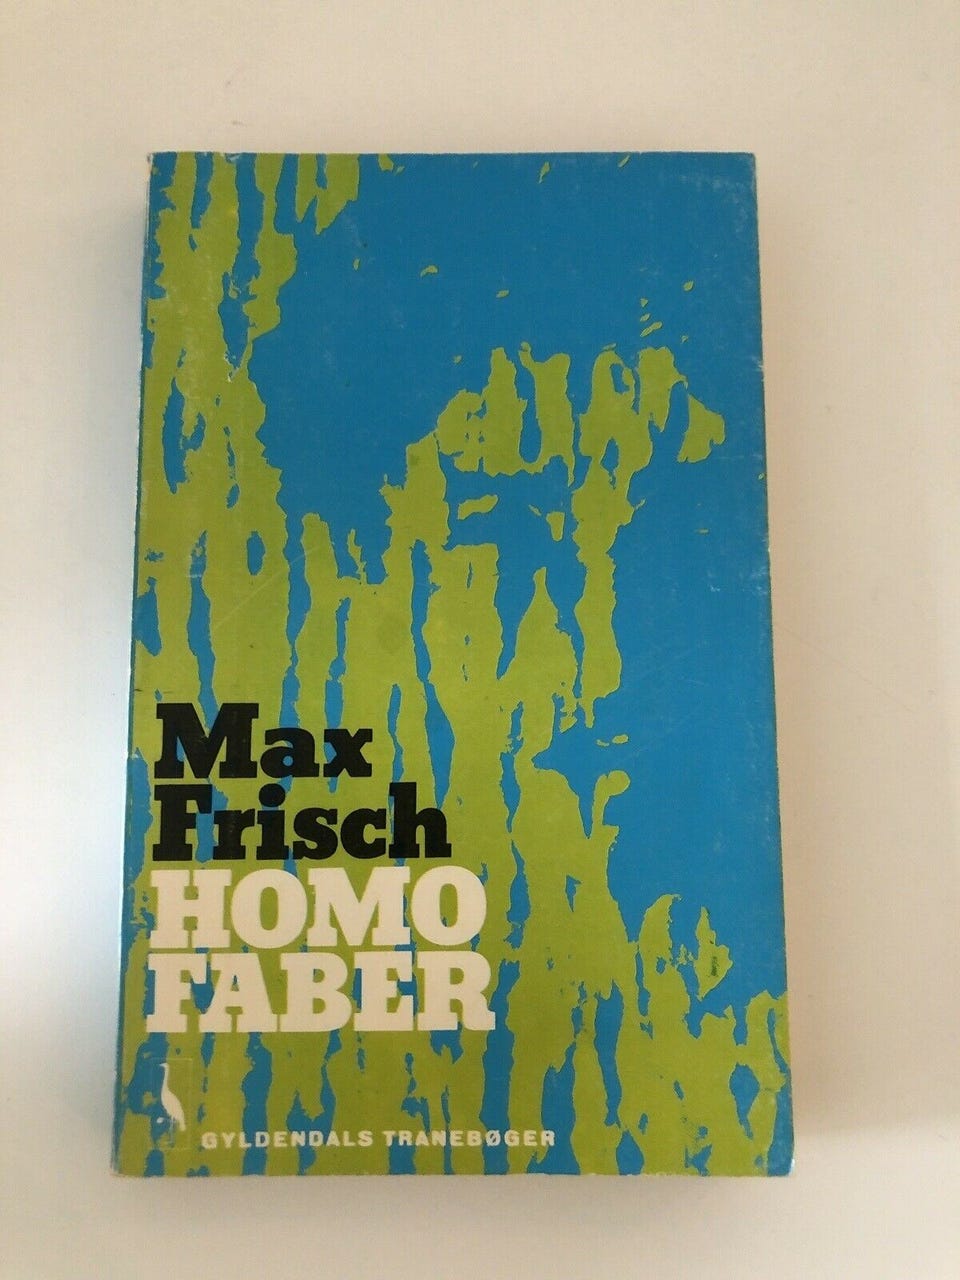 Max
Frisch
HOMO
FABER
GYLDENDALS TRANEBØGER